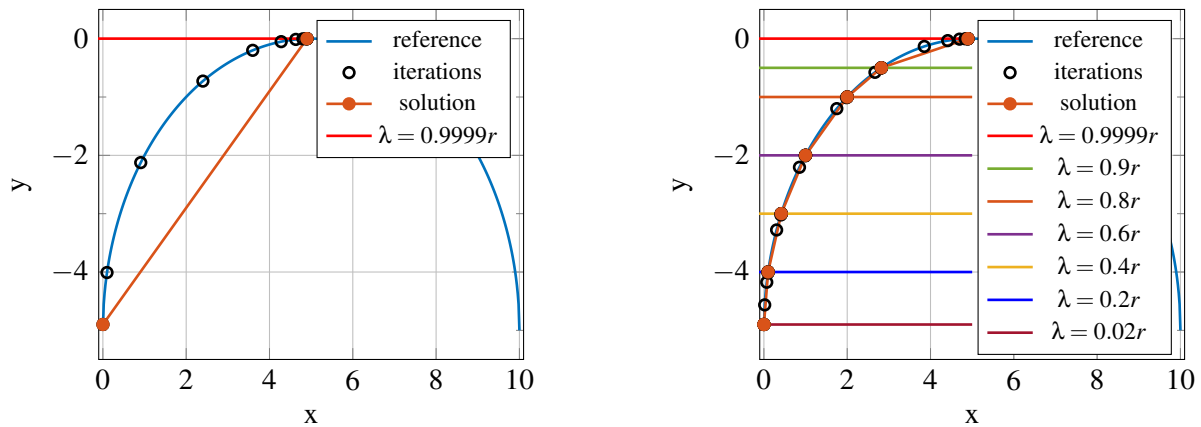 0
−2
−4
y
0
2
4
6
8
10
x
reference
iterations
solution
λ = 0.9999r
0
−2
−4
y
0
2
4
6
8
10
x
reference
iterations
solution
λ = 0.9999r
λ = 0.9r
λ = 0.8r
λ = 0.6r
λ = 0.4r
λ = 0.2r
λ = 0.02r